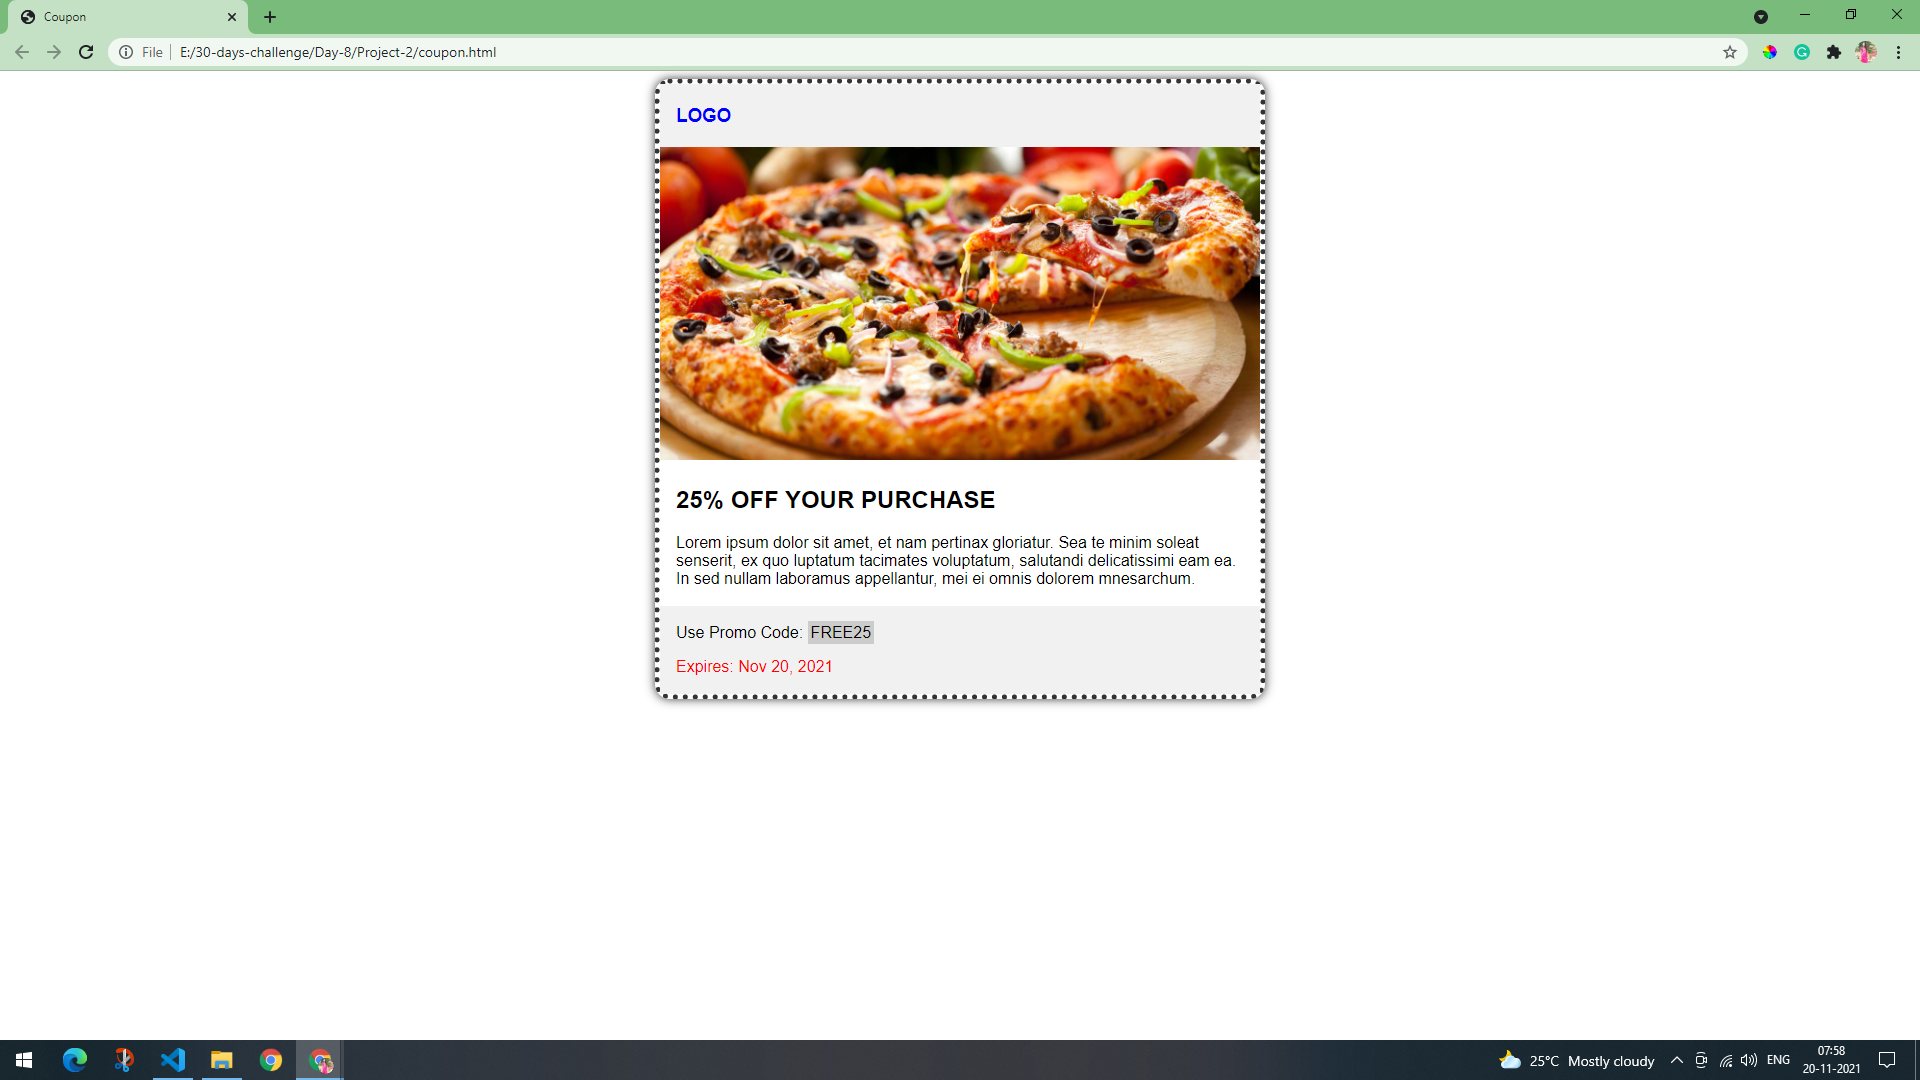 Coupon
File
E:/30-days-challenge/Day-8/Project-2/coupon.html
LOGO
25% OFF YOUR PURCHASE
Lorem ipsum dolor sit amet, et nam pertinax gloriatur. Sea te minim soleat
senserit, ex quo luptatum tacimates voluptatum, salutandi delicatissimi eam ea.
In sed nullam laboramus appellantur, mei ei omnis dolorem mnesarchum.
Use Promo Code: FREE25
Expires: Nov 20, 2021
25°C Mostly cloudy
ENG
07:58
20-11-2021